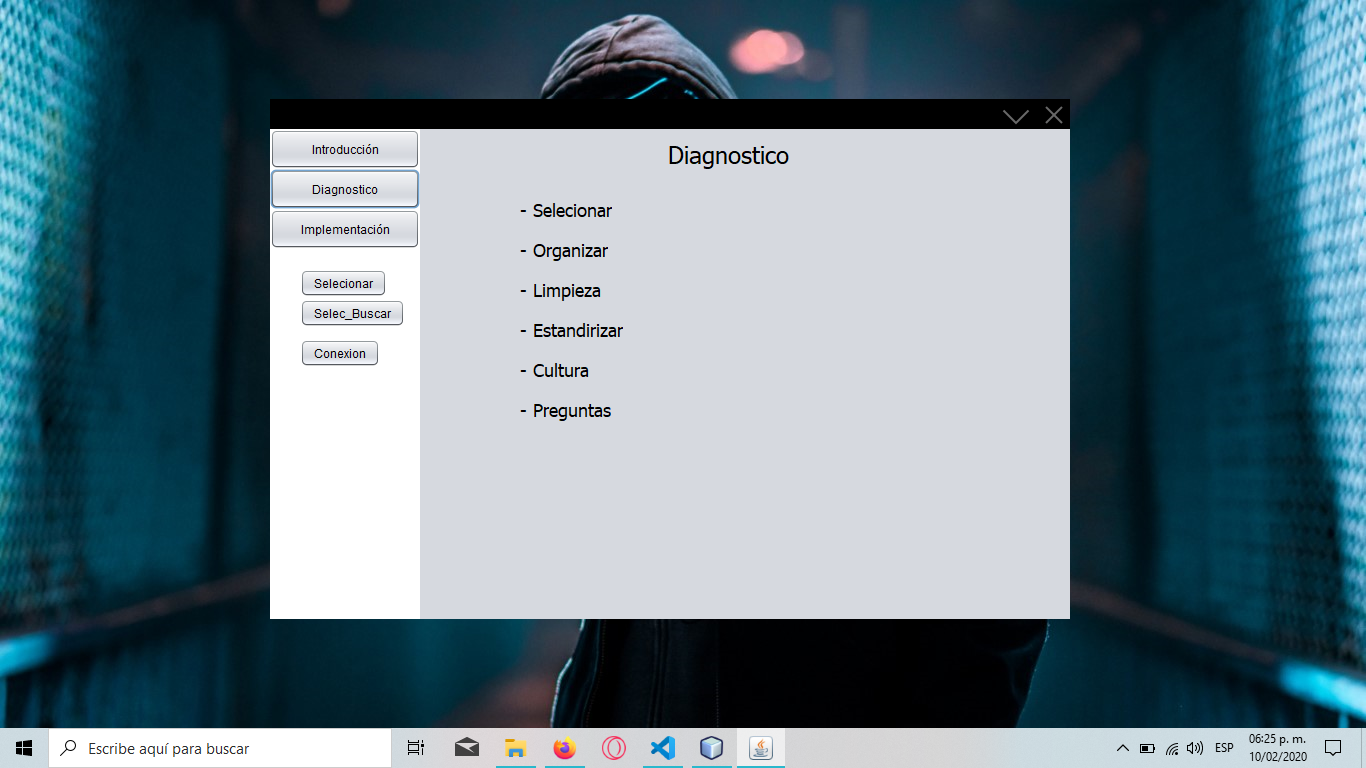 Introducción
Diagnostico
Implementación
Selecionar
Selec_Buscar
Conexion
Diagnostico
- Selecionar
- Organizar
- Limpieza
- Estandirizar
- Cultura
- Preguntas
Escribe aquí para buscar
ESP
06:25 p. m.
10/02/2020